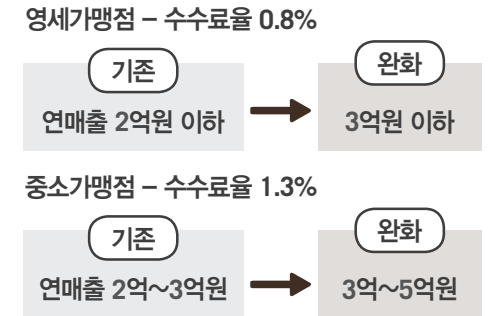 영세가맹점 – 수수료율 0.8%
기존
완화
연매출 2억원 이하
3억원 이하
중소가맹점 – 수수료율 1.3%
기존
완화
연매출 2억~3억원
3억~5억원